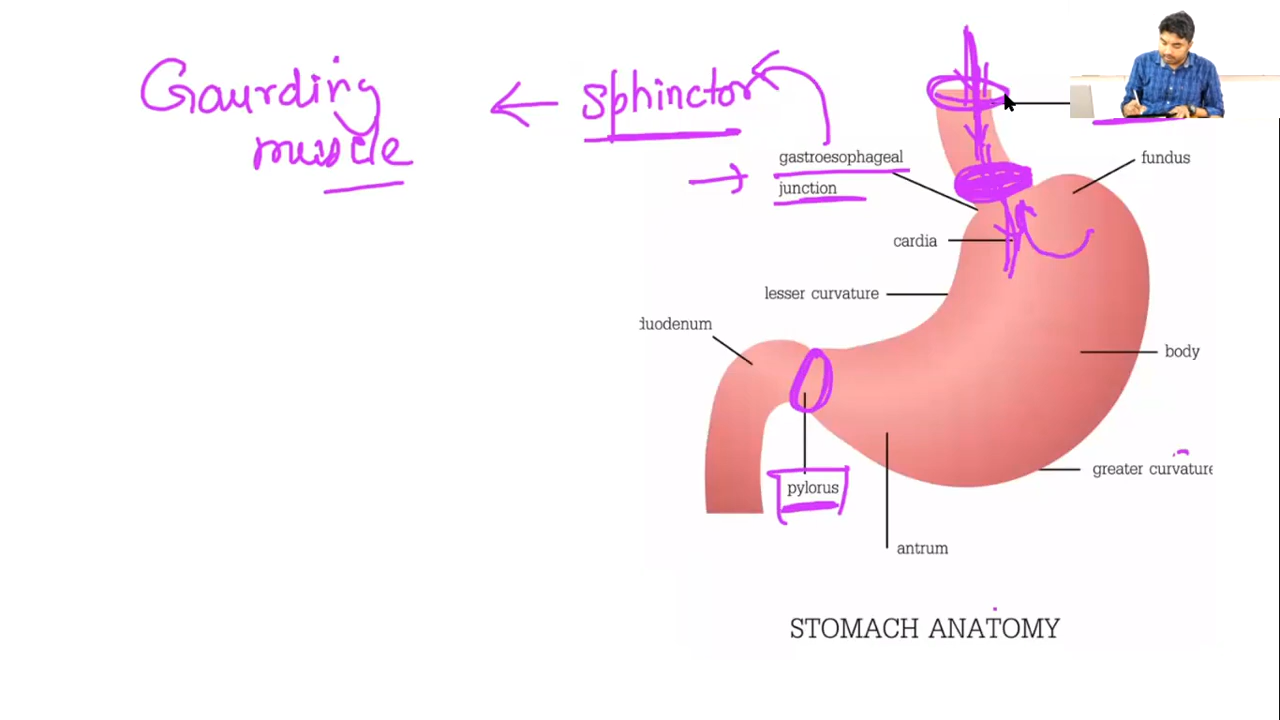 Gaurding
muscle
Sphinctor
gastroesophageal
junction
fundus
cardia
lesser curvature
duodenum
body
greater curvature
pylorus
antrum
STOMACH ANATOMY